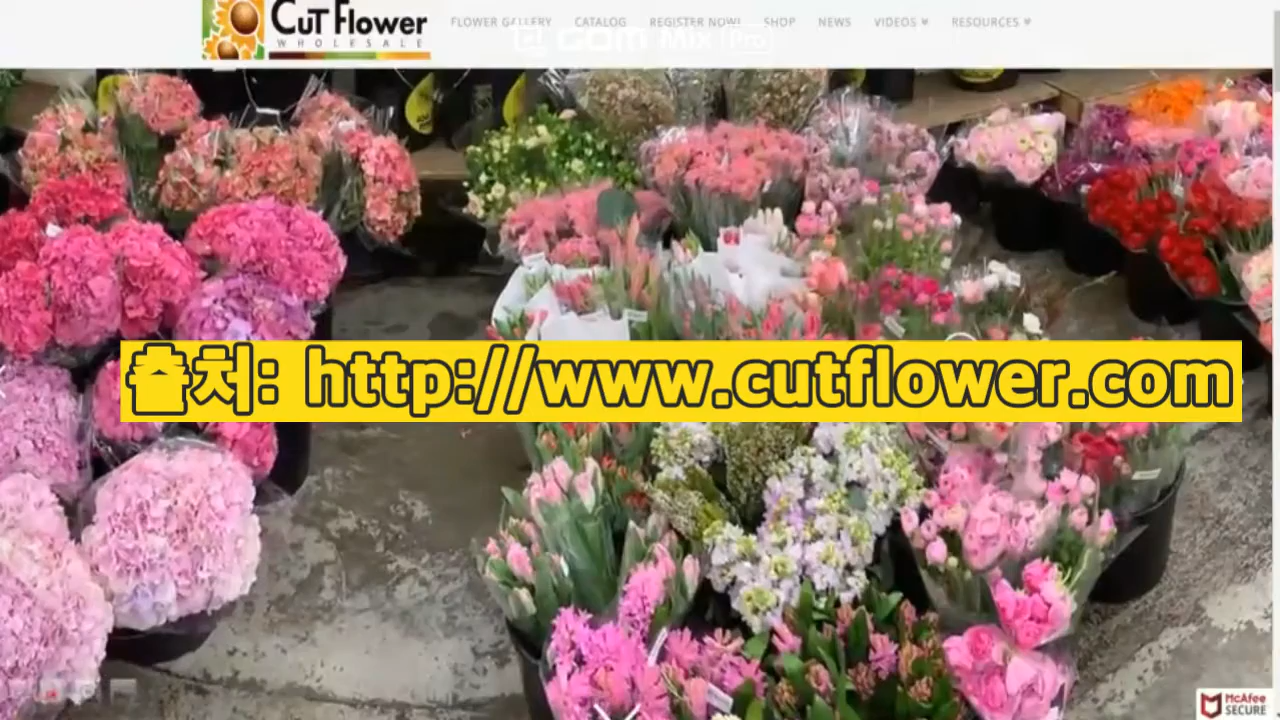 CUT Flower
WHOLESALE
FLOWER GALLERY CATALOG REGISTER NOW! SHOP NEWS VIDEOS RESOURCES
GOM Mix Pro
출처: http://www.cutflower.com
McAfee
SECURE